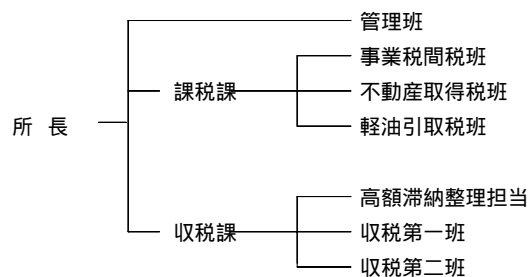 管理班
事業税間税班
課税課
不動産取得税班
軽油引取税班
所 長
高額滞納整理担当
収税課
収税第一班
収税第二班